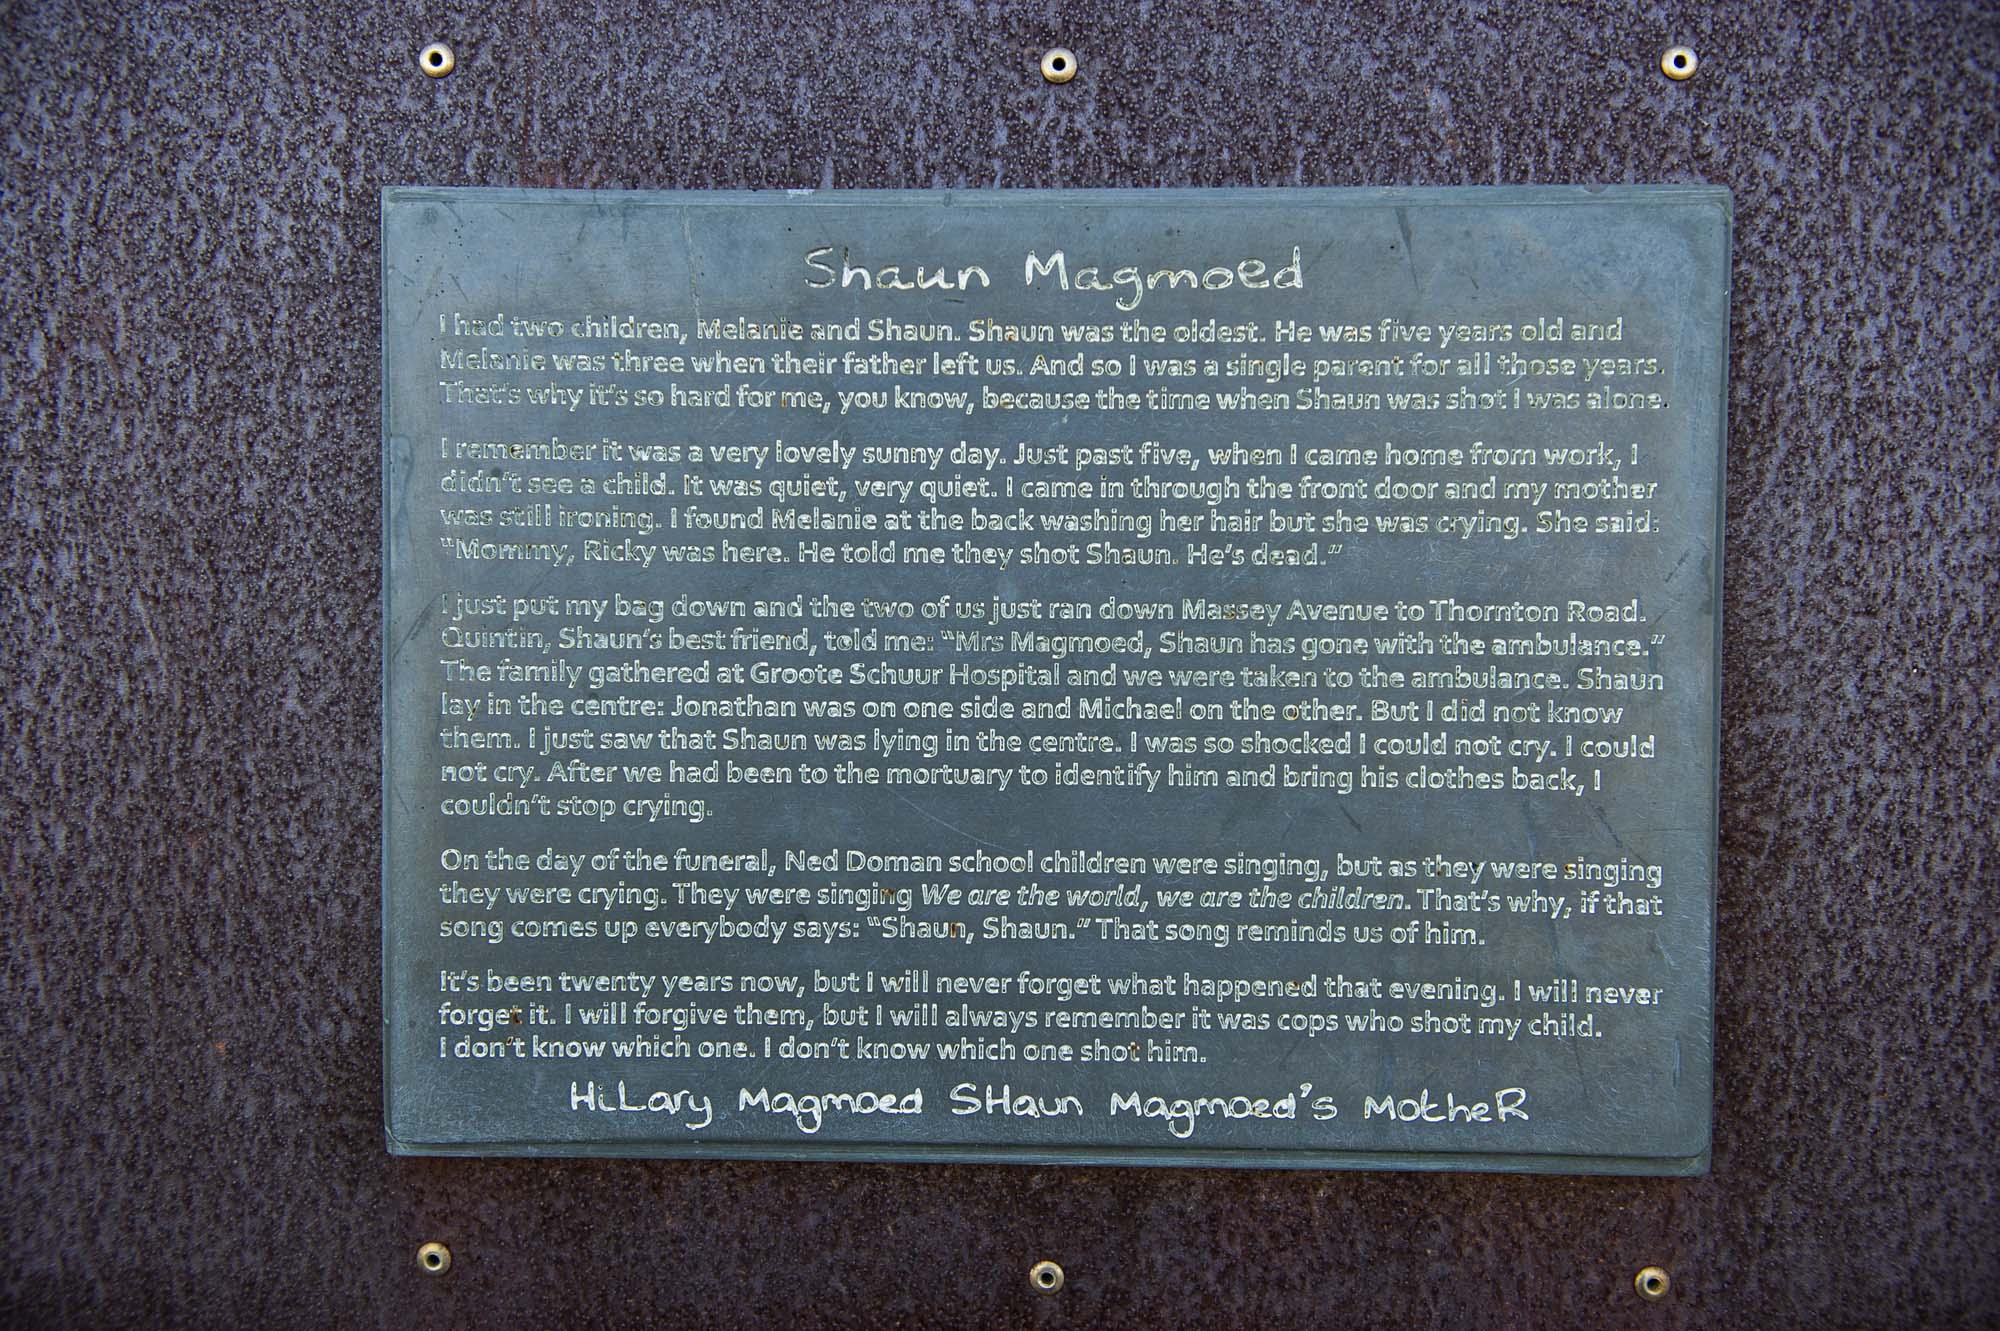 Shaun Magmoed
I had two children, Melanie and Shaun. Shaun was the oldest. He was five years old and
Melanie was three when their father left us. And so I was a single parent for all those years.
That's why it's so hard for me, you know, because the time when Shaun was shot I was alone.
I remember it was a very lovely sunny day. Just past five, when I came home from work, I
didn't see a child. It was quiet, very quiet. I came in through the front door and my mother
was still ironing. I found Melanie at the back washing her hair but she was crying. She said:
"Mommy, Ricky was here. He told me they shot Shaun. He's dead."
I just put my bag down and the two of us just ran down Massey Avenue to Thornton Road.
Quintin, Shaun's best friend, told me: "Mrs Magmoed, Shaun has gone with the ambulance."
The family gathered at Groote Schuur Hospital and we were taken to the ambulance. Shaun
lay in the centre: Jonathan was on one side and Michael on the other. But I did not know
them. I just saw that Shaun was lying in the centre. I was so shocked I could not cry. I could
not cry. After we had been to the mortuary to identify him and bring his clothes back, I
couldn't stop crying.
On the day of the funeral, Ned Doman school children were singing, but as they were singing
they were crying. They were singing We are the world, we are the children. That's why, if that
song comes up everybody says: "Shaun, Shaun." That song reminds us of him.
It's been twenty years now, but I will never forget what happened that evening. I will never
forget it. I will forgive them, but I will always remember it was cops who shot my child.
I don't know which one. I don't know which one shot him.
HiLary Magmoed SHaun Magmoed's MotheR